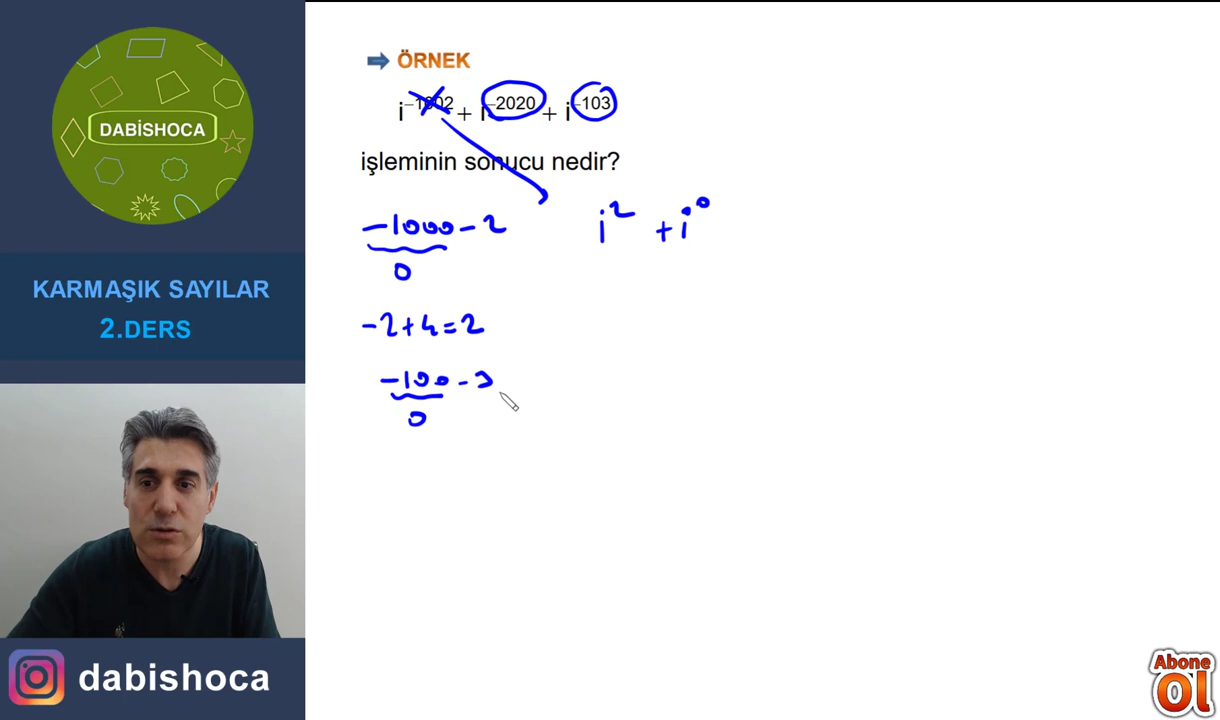 DABİSHOCA
KARMAŞIK SAYILAR
2.DERS
dabishoca
ÖRNEK
i⁻¹⁰⁰² + i⁻²⁰²⁰ + i⁻¹⁰³
işleminin sonucu nedir?
-1000 - 2
0
i² + i⁰
-2 + 4 = 2
-100 - 3
0
Abone
OL